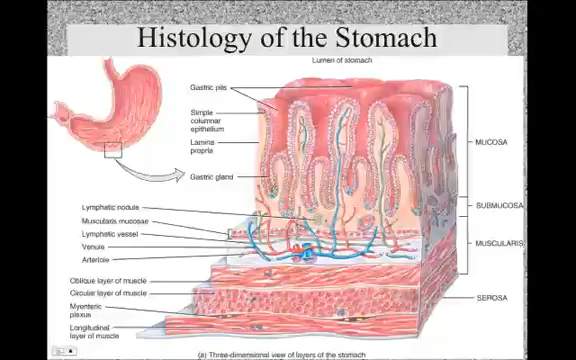 Histology of the Stomach
Lumen of stomach
Gastric pits
Simple
columnar
epithelium
Lamina
propria
Gastric gland
Lymphatic nodule
Muscularis mucosae
Lymphatic vessel
Venule
Arteriole
Oblique layer of muscle
Circular layer of muscle
Myenteric
plexus
Longitudinal
layer of muscle
MUCOSA
SUBMUCOSA
MUSCULARIS
SEROSA
(a) Three-dimensional view of layers of the stomach